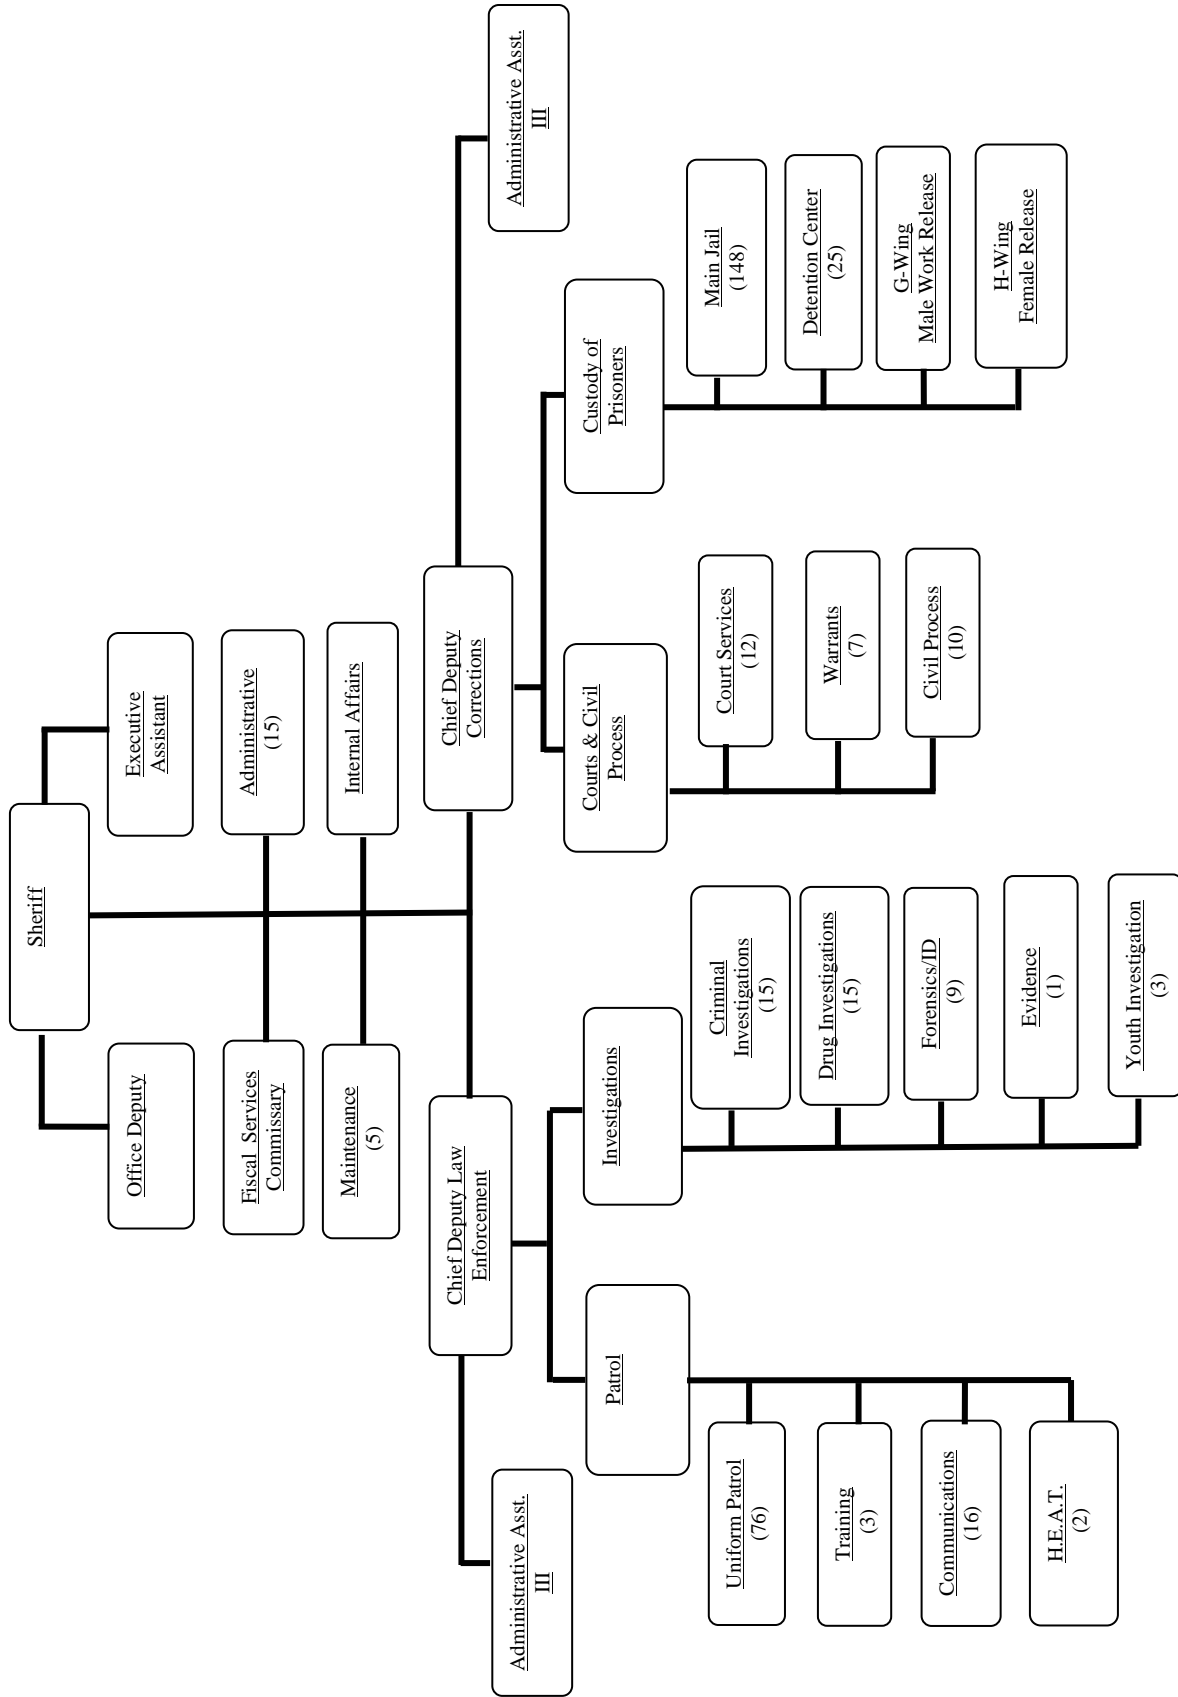 Sheriff
Office Deputy
Executive
Assistant
Fiscal Services
Commissary
Administrative
(15)
Maintenance
(5)
Internal Affairs
Chief Deputy Law
Enforcement
Chief Deputy
Corrections
Administrative Asst.
III
Administrative Asst.
III
Patrol
Investigations
Courts & Civil
Process
Custody of
Prisoners
Uniform Patrol
(76)
Training
(3)
Communications
(16)
H.E.A.T.
(2)
Criminal
Investigations
(15)
Drug Investigations
(15)
Forensics/ID
(9)
Evidence
(1)
Youth Investigation
(3)
Court Services
(12)
Warrants
(7)
Civil Process
(10)
Main Jail
(148)
Detention Center
(25)
G-Wing
Male Work Release
H-Wing
Female Release